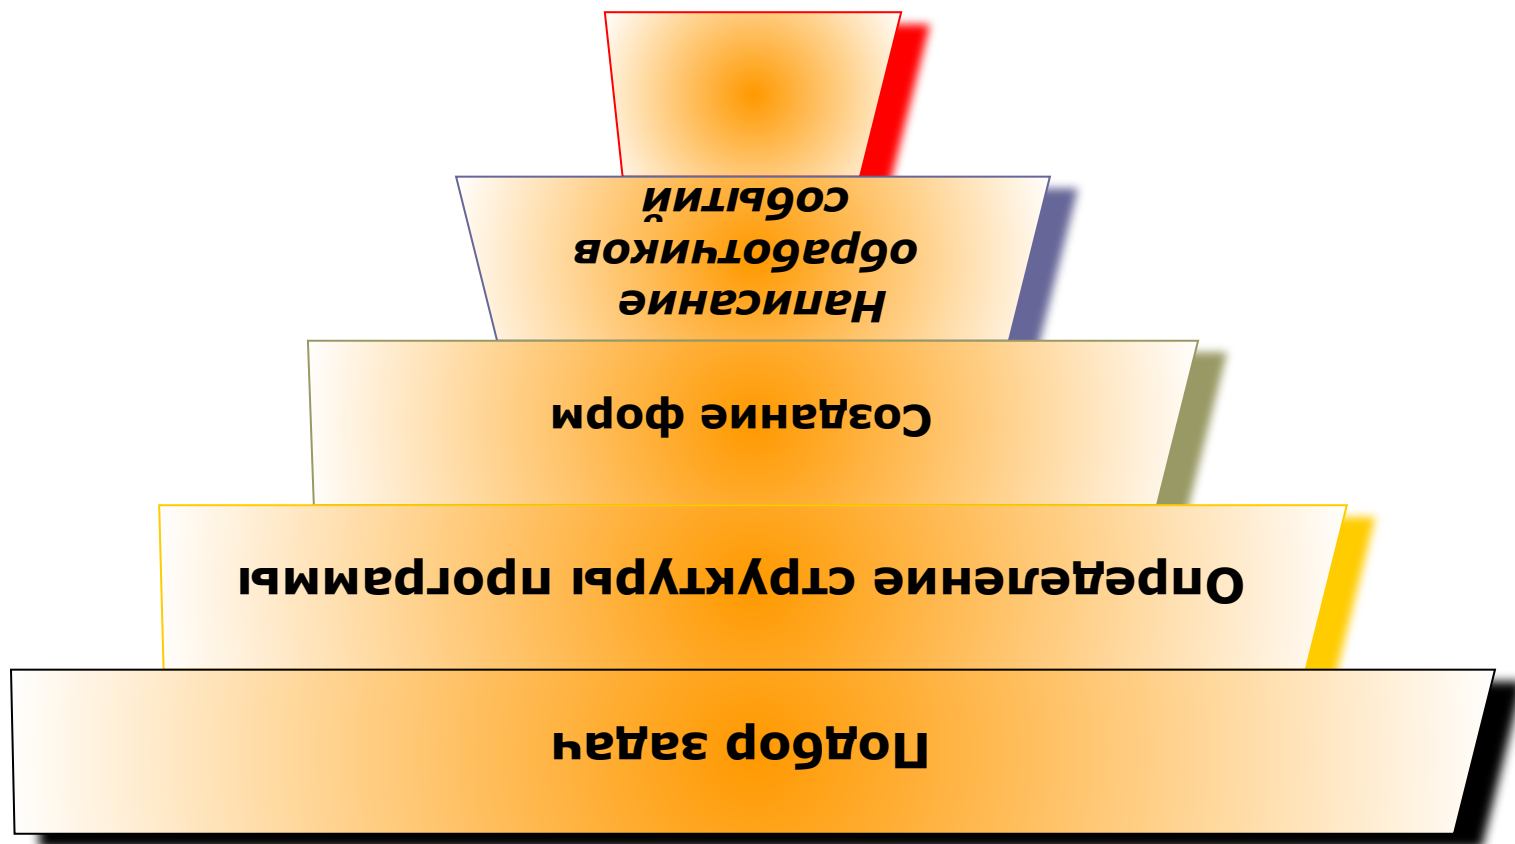 Подбор задач
Определение структуры программы
Создание форм
Написание
обработчиков
событий